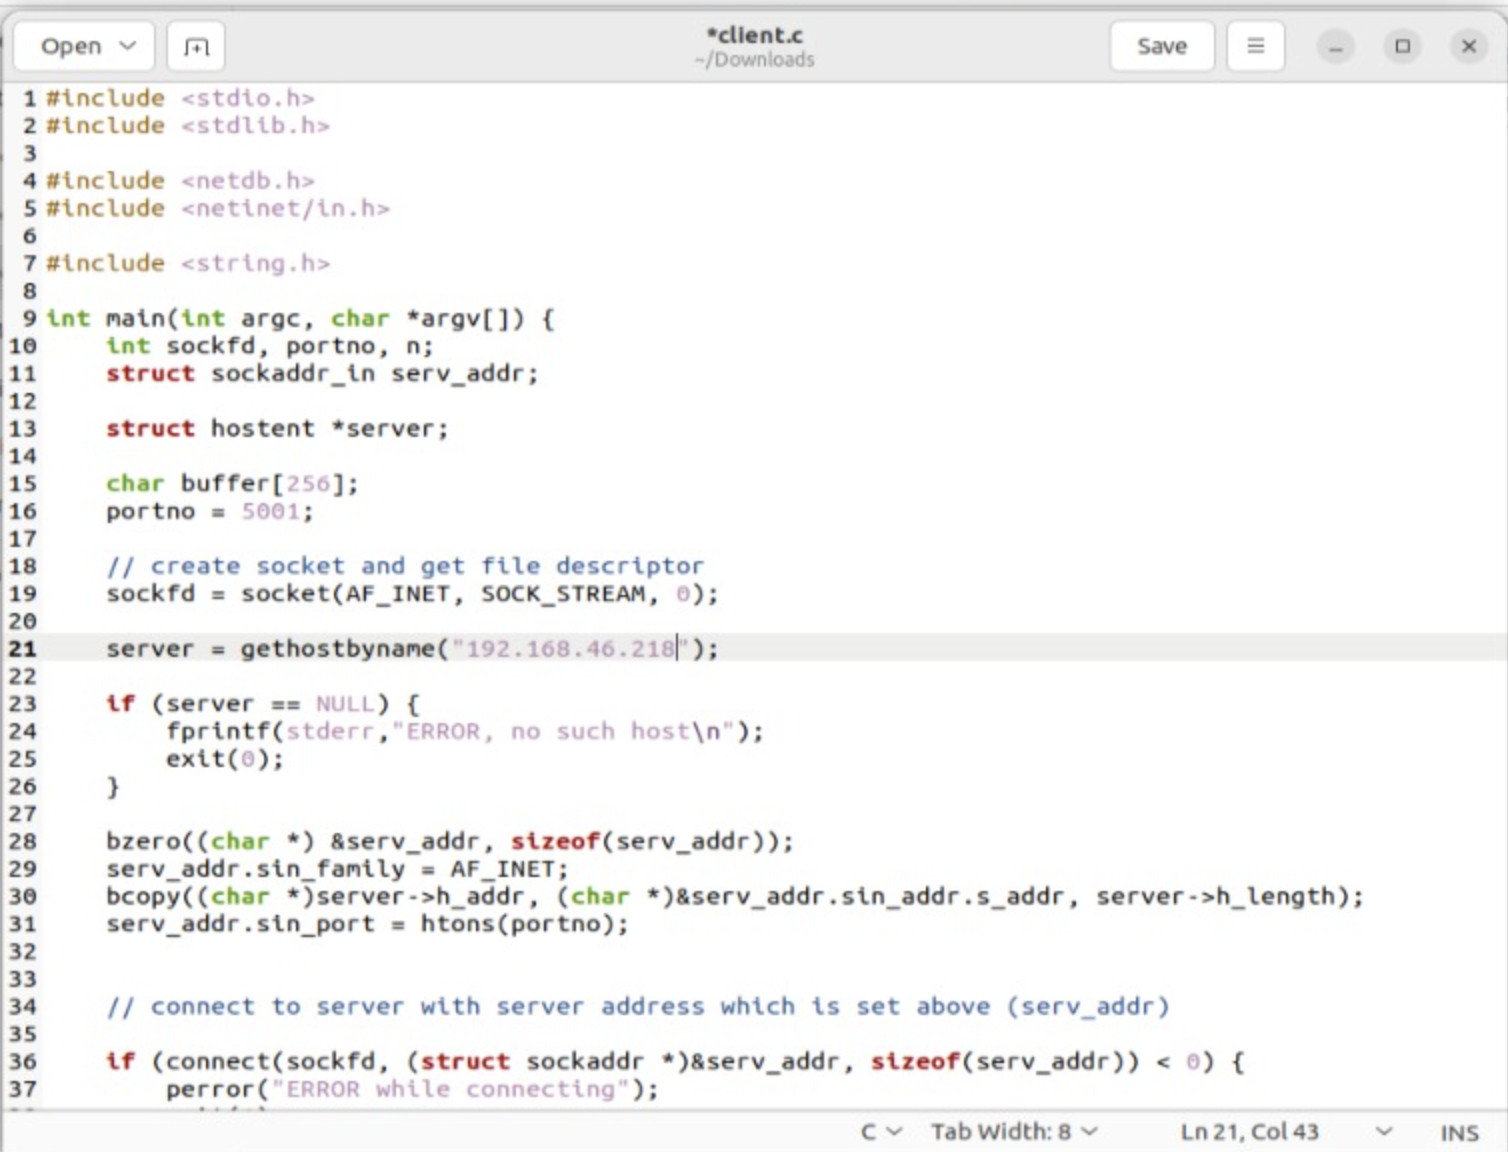 Open
*client.c
~/Downloads
Save
1 #include <stdio.h>
2 #include <stdlib.h>
3
4 #include <netdb.h>
5 #include <netinet/in.h>
6
7 #include <string.h>
8
9 int main(int argc, char *argv[]) {
10     int sockfd, portno, n;
11     struct sockaddr_in serv_addr;
12
13     struct hostent *server;
14
15     char buffer[256];
16     portno = 5001;
17
18     // create socket and get file descriptor
19     sockfd = socket(AF_INET, SOCK_STREAM, 0);
20
21     server = gethostbyname("192.168.46.218");
22
23     if (server == NULL) {
24         fprintf(stderr,"ERROR, no such host\n");
25         exit(0);
26     }
27
28     bzero((char *) &serv_addr, sizeof(serv_addr));
29     serv_addr.sin_family = AF_INET;
30     bcopy((char *)server->h_addr, (char *)&serv_addr.sin_addr.s_addr, server->h_length);
31     serv_addr.sin_port = htons(portno);
32
33
34     // connect to server with server address which is set above (serv_addr)
35
36     if (connect(sockfd, (struct sockaddr *)&serv_addr, sizeof(serv_addr)) < 0) {
37         perror("ERROR while connecting");
C
Tab Width: 8
Ln 21, Col 43
INS